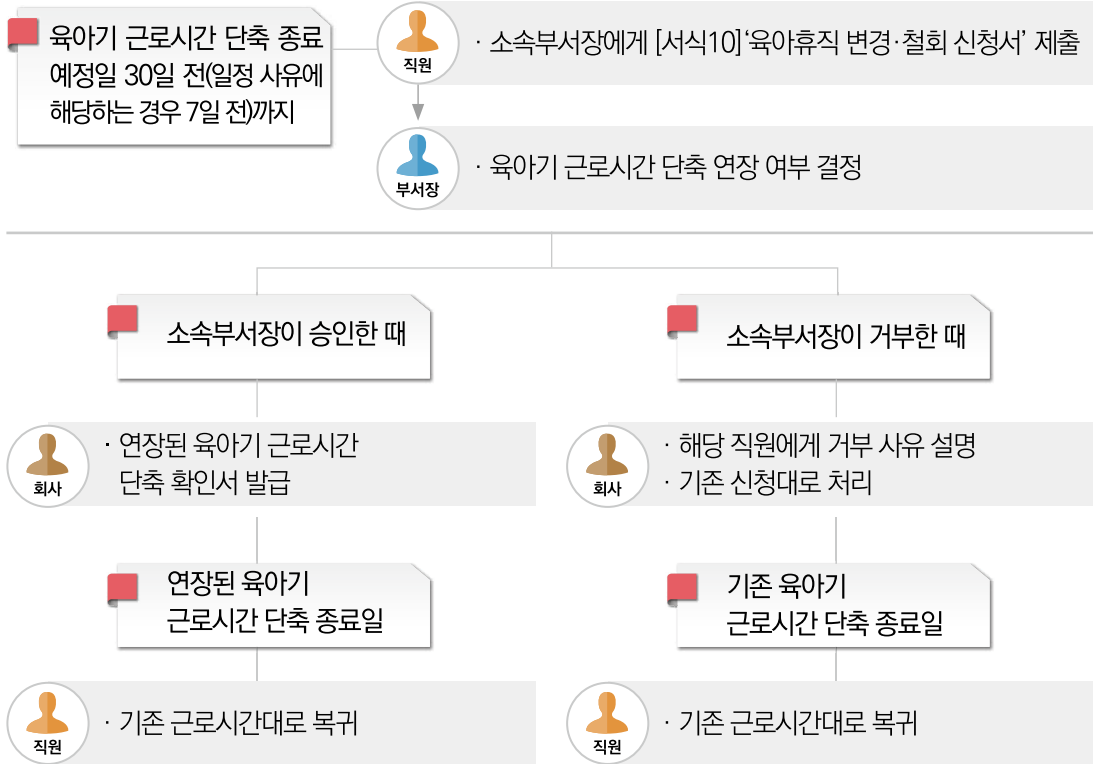 육아기 근로시간 단축 종료
예정일 30일 전(일정 사유에
해당하는 경우 7일 전)까지
직원
· 소속부서장에게 [서식10]‘육아휴직 변경·철회 신청서’ 제출
부서장
· 육아기 근로시간 단축 연장 여부 결정
소속부서장이 승인한 때
회사
· 연장된 육아기 근로시간
단축 확인서 발급
연장된 육아기
근로시간 단축 종료일
직원
· 기존 근로시간대로 복귀
소속부서장이 거부한 때
회사
· 해당 직원에게 거부 사유 설명
· 기존 신청대로 처리
기존 육아기
근로시간 단축 종료일
직원
· 기존 근로시간대로 복귀